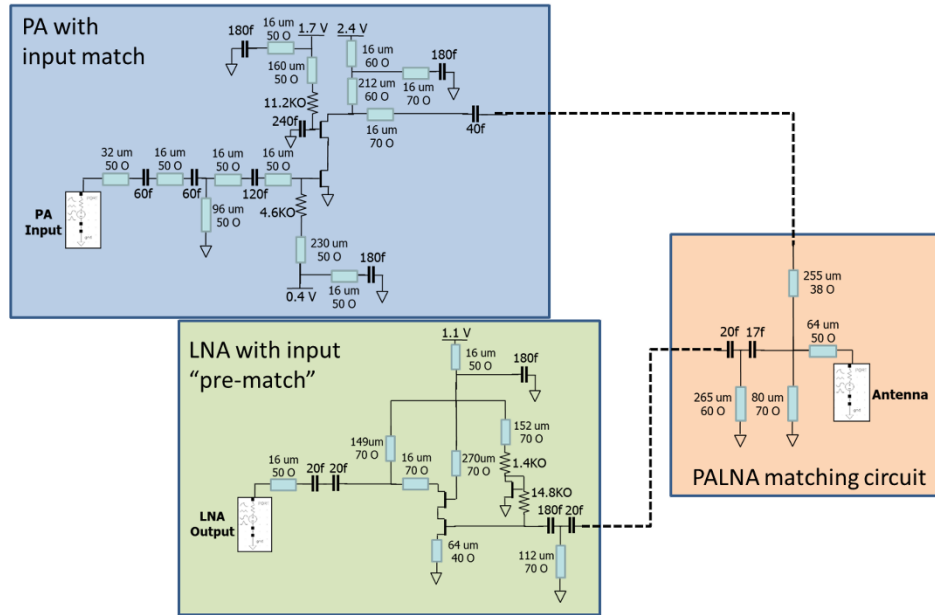 PA with
input match
180f
16 um
50 O
1.7 V
160 um
50 O
11.2KO
240f
2.4 V
16 um
60 O
180f
212 um
60 O
16 um
70 O
16 um
70 O
40f
32 um
50 O
16 um
50 O
16 um
50 O
16 um
50 O
60f
60f
120f
PA
Input
96 um
50 O
4.6KO
230 um
50 O
180f
16 um
50 O
0.4 V
LNA with input
"pre-match"
1.1 V
16 um
50 O
180f
149um
70 O
16 um
70 O
270um
70 O
152 um
70 O
1.4KO
14.8KO
16 um
50 O
20f
20f
LNA
Output
64 um
40 O
180f
20f
112 um
70 O
255 um
38 O
20f
17f
64 um
50 O
265 um
60 O
80 um
70 O
Antenna
PALNA matching circuit